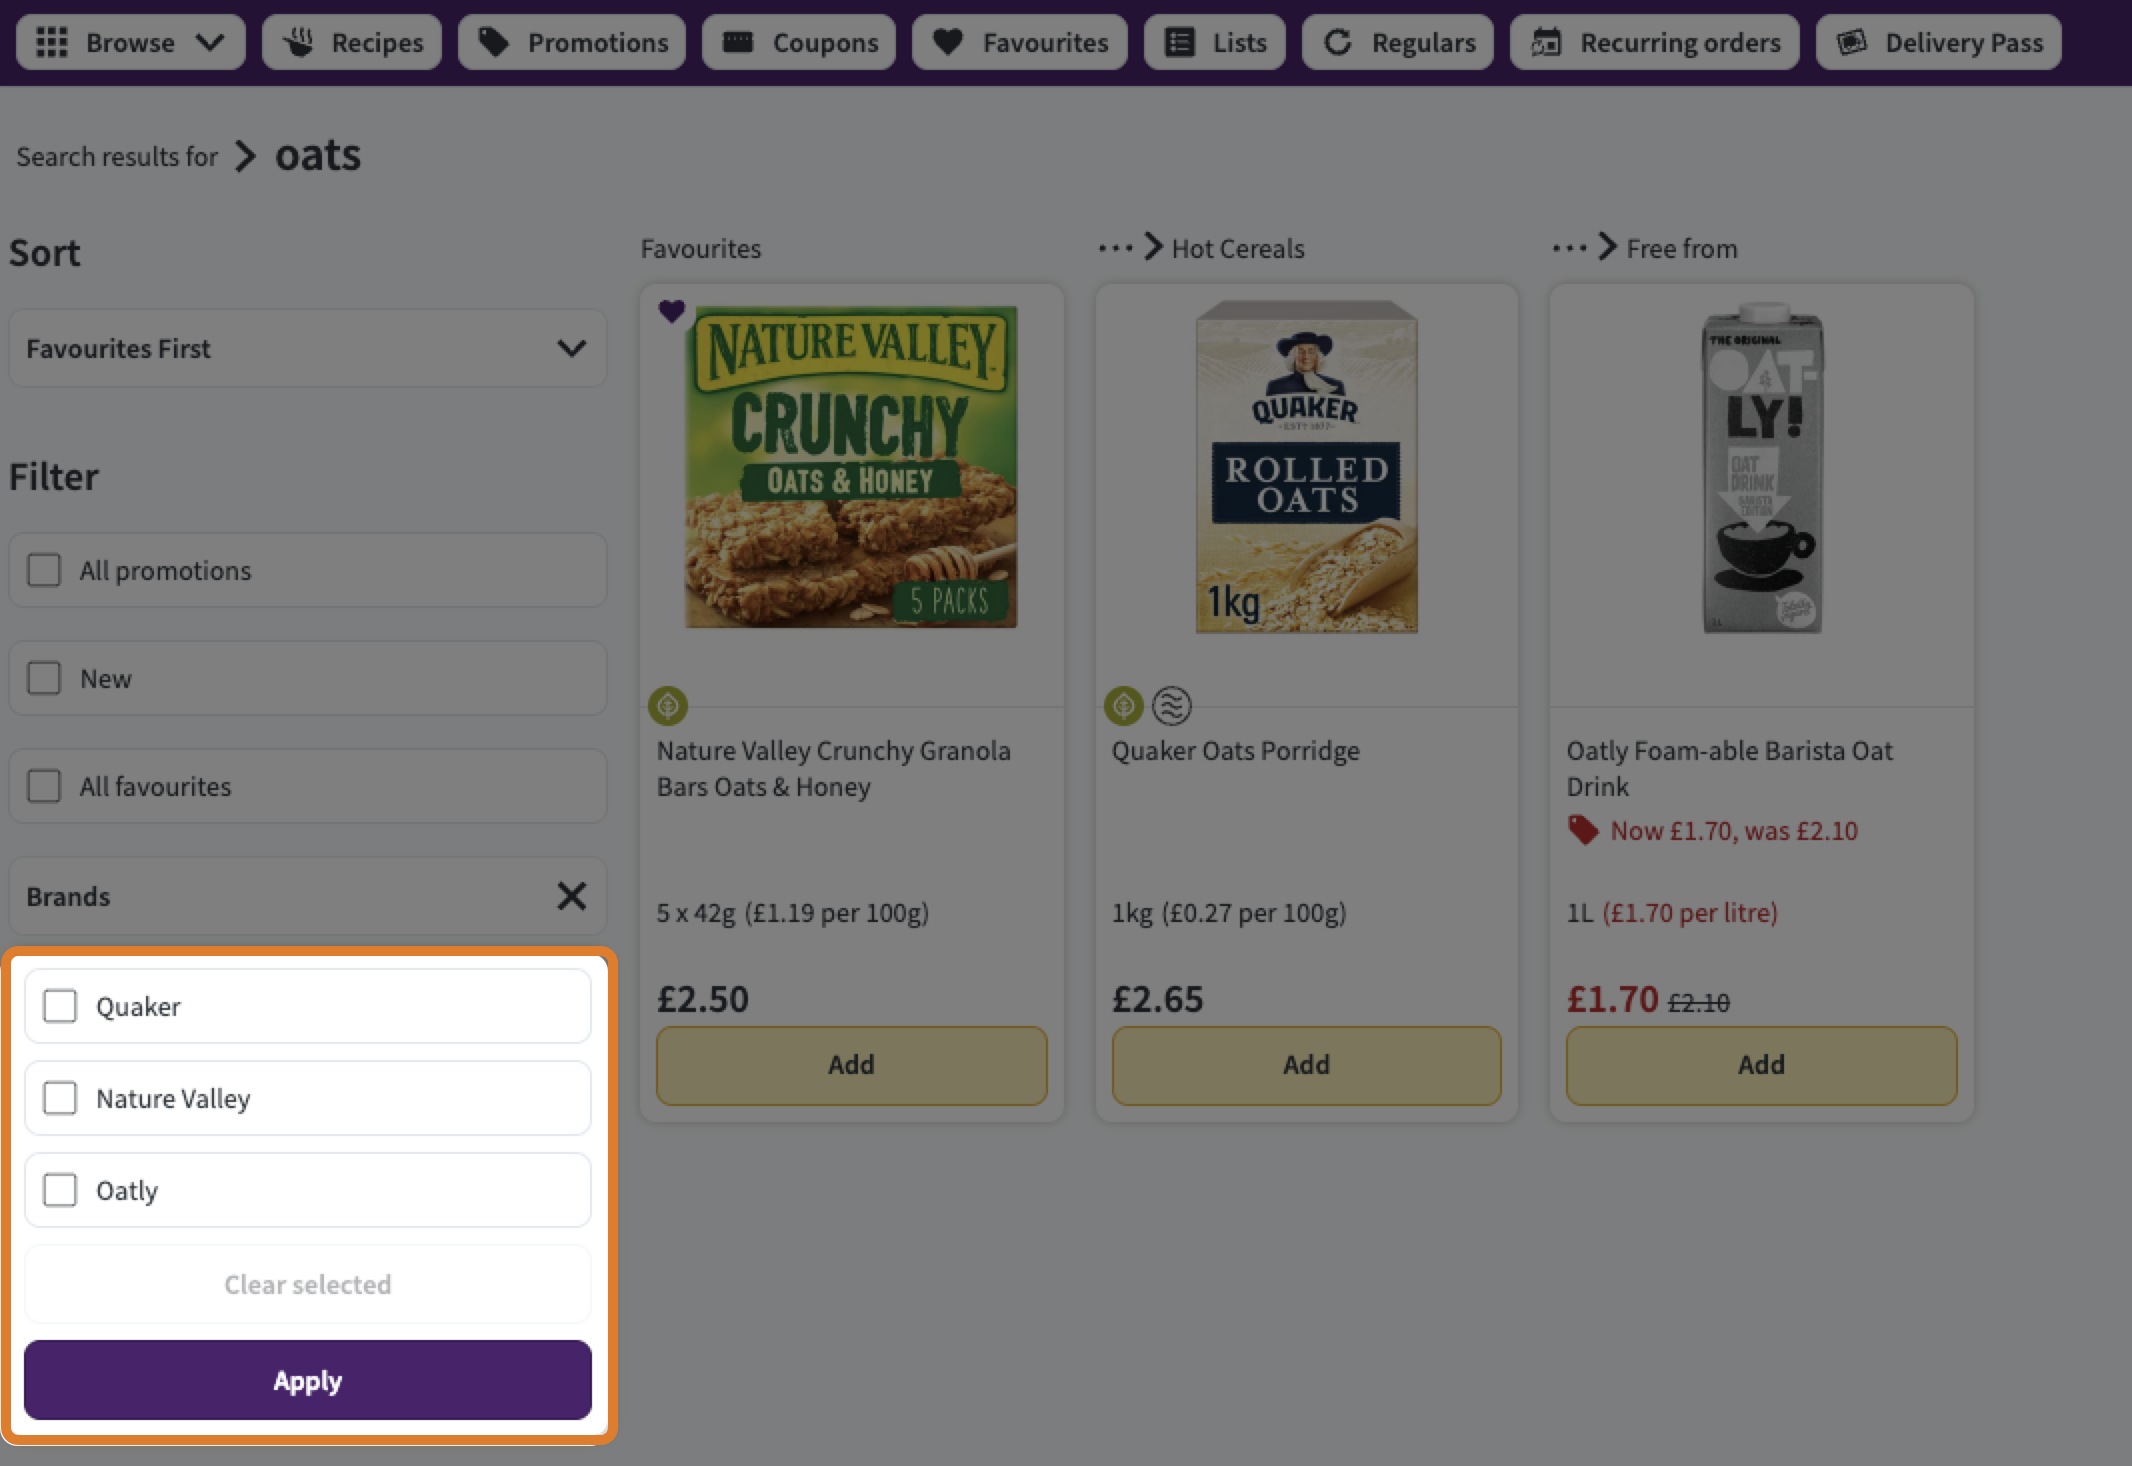 Browse
Recipes
Promotions
Coupons
Favourites
Lists
Regulars
Recurring orders
Delivery Pass
Search results for
oats
Sort
Favourites First
Filter
All promotions
New
All favourites
Brands
Quaker
Nature Valley
Oatly
Clear selected
Apply
Favourites
NATURE VALLEY
CRUNCHY
OATS & HONEY
5 PACKS
Nature Valley Crunchy Granola
Bars Oats & Honey
5 x 42g (£1.19 per 100g)
£2.50
Add
... Hot Cereals
QUAKER
-ESTD 1877-
ROLLED
OATS
1kg
Quaker Oats Porridge
1kg (£0.27 per 100g)
£2.65
Add
... Free from
THE ORIGINAL
OAT-
LY!
OAT
DRINK
BARISTA
EDITION
1L
Oatly Foam-able Barista Oat
Drink
Now £1.70, was £2.10
1L (£1.70 per litre)
£1.70 £2.10
Add